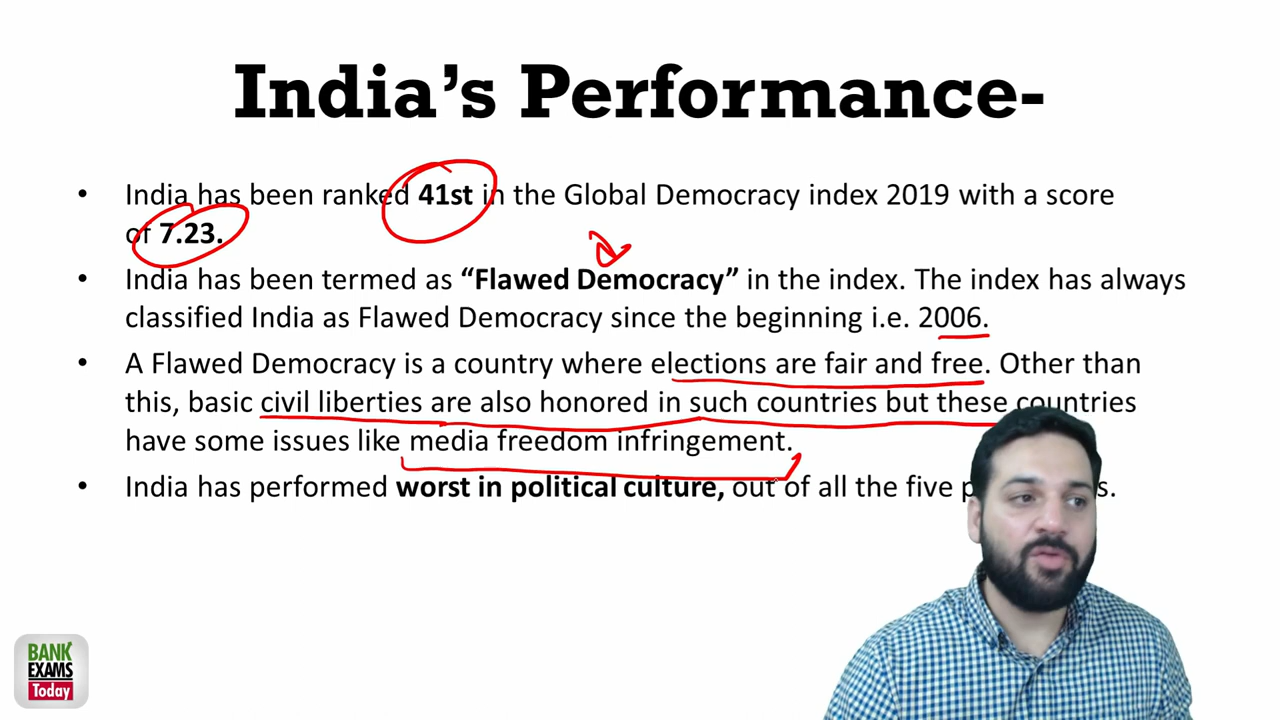 India's Performance-
• India has been ranked 41st in the Global Democracy index 2019 with a score
of 7.23.
• India has been termed as “Flawed Democracy” in the index. The index has always
classified India as Flawed Democracy since the beginning i.e. 2006.
• A Flawed Democracy is a country where elections are fair and free. Other than
this, basic civil liberties are also honored in such countries but these countries
have some issues like media freedom infringement.
• India has performed worst in political culture, out of all the five
BANK
EXAMS
Today